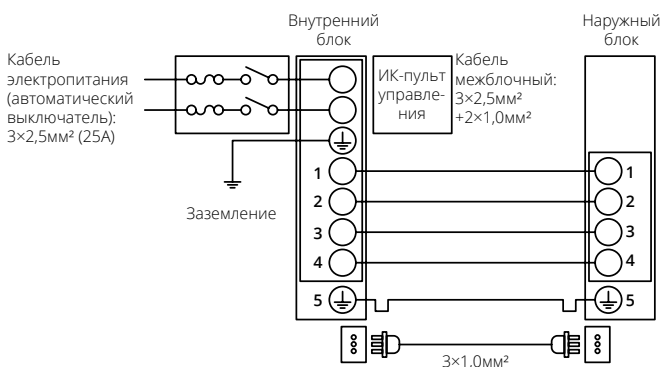 Внутренний
блок
Наружный
блок
Кабель
электропитания
(автоматический
выключатель):
3×2,5мм² (25А)
ИК-пульт
управле-
ния
Кабель
межблочный:
3×2,5мм²
+2×1,0мм²
Заземление
1
2
3
4
5
1
2
3
4
5
3×1,0мм²